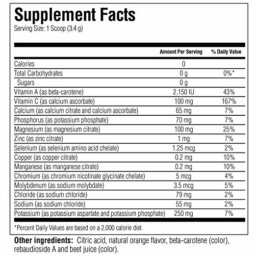 Supplement Facts
Serving Size: 1 Scoop (3.4 g)
Amount Per Serving % Daily Value
Calories 0
Total Carbohydrates 0 g 0%*
Sugars 0 g
Vitamin A (as beta-carotene) 2,150 IU 43%
Vitamin C (as calcium ascorbate) 100 mg 167%
Calcium (as calcium citrate and calcium ascorbate) 65 mg 7%
Phosphorus (as potassium phosphate) 70 mg 7%
Magnesium (as magnesium citrate) 100 mg 25%
Zinc (as zinc citrate) 1 mg 7%
Selenium (as selenium amino acid chelate) 1.25 mcg 2%
Copper (as copper citrate) 0.2 mg 10%
Manganese (as manganese citrate) 0.2 mg 10%
Chromium (as chromium nicotinate glycinate chelate) 5 mcg 4%
Molybdenum (as sodium molybdate) 3.5 mcg 5%
Chloride (as sodium chloride) 79 mg 2%
Sodium (as sodium chloride) 55 mg 2%
Potassium (as potassium aspartate and potassium phosphate) 250 mg 7%
*Percent Daily Values are based on a 2,000 calorie diet.
Other ingredients: Citric acid, natural orange flavor, beta-carotene (color),
rebaudioside A and beet juice (color).